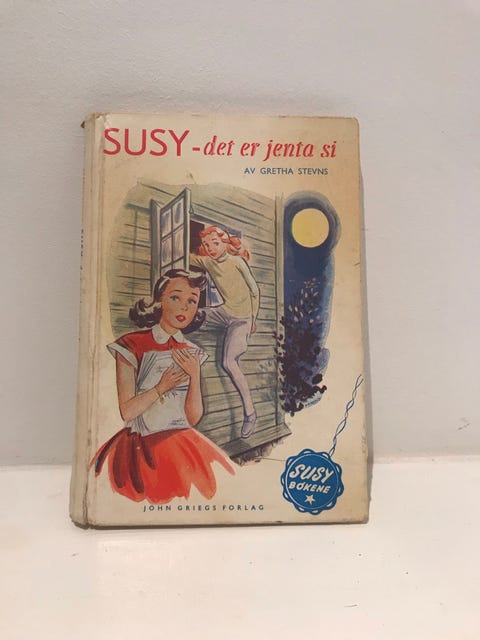 SUSY - det er jenta si
AV GRETHA STEVNS
SUSY
BØKENE
JOHN GRIEGS FORLAG